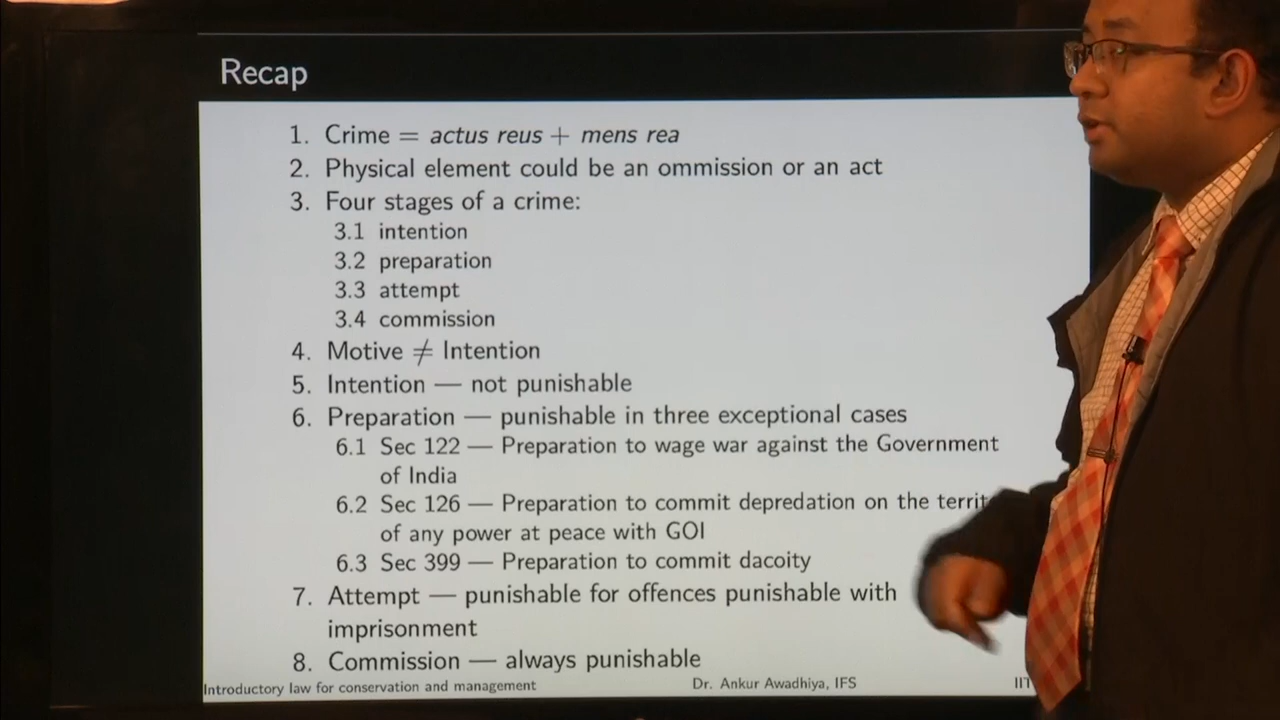 Recap
1. Crime = actus reus + mens rea
2. Physical element could be an ommission or an act
3. Four stages of a crime:
3.1 intention
3.2 preparation
3.3 attempt
3.4 commission
4. Motive ≠ Intention
5. Intention — not punishable
6. Preparation — punishable in three exceptional cases
6.1 Sec 122 — Preparation to wage war against the Government
of India
6.2 Sec 126 — Preparation to commit depredation on the
of any power at peace with GOI
6.3 Sec 399 — Preparation to commit dacoity
7. Attempt — punishable for offences punishable with
imprisonment
8. Commission — always punishable
Introductory law for conservation and management Dr. Ankur Awadhiya, IFS